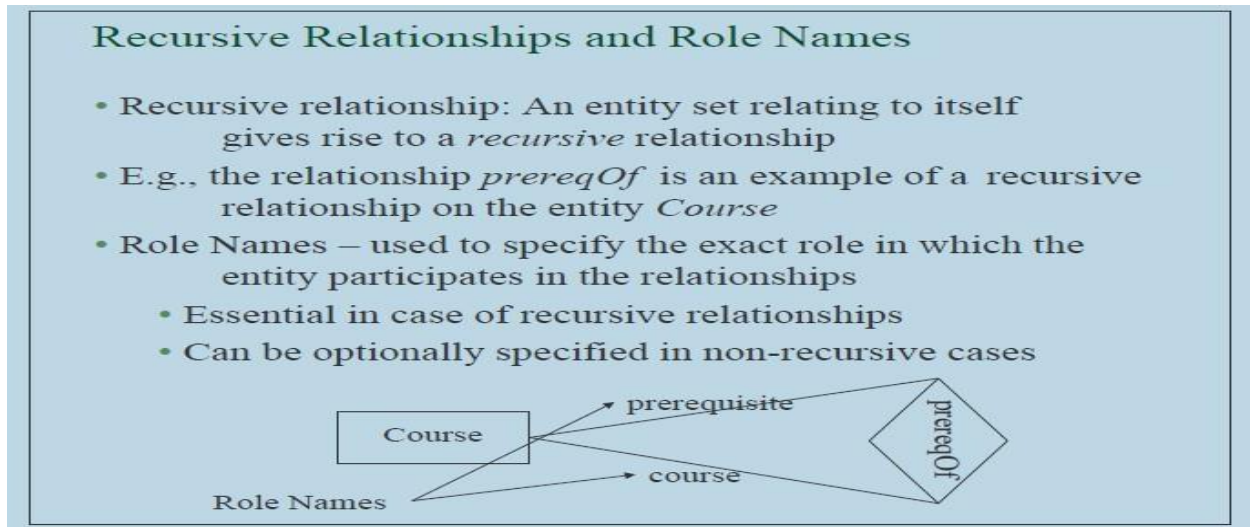 Recursive Relationships and Role Names
• Recursive relationship: An entity set relating to itself
gives rise to a recursive relationship
• E.g., the relationship prereqOf is an example of a recursive
relationship on the entity Course
• Role Names – used to specify the exact role in which the
entity participates in the relationships
• Essential in case of recursive relationships
• Can be optionally specified in non-recursive cases
prerequisite
Course
prereqOf
course
Role Names